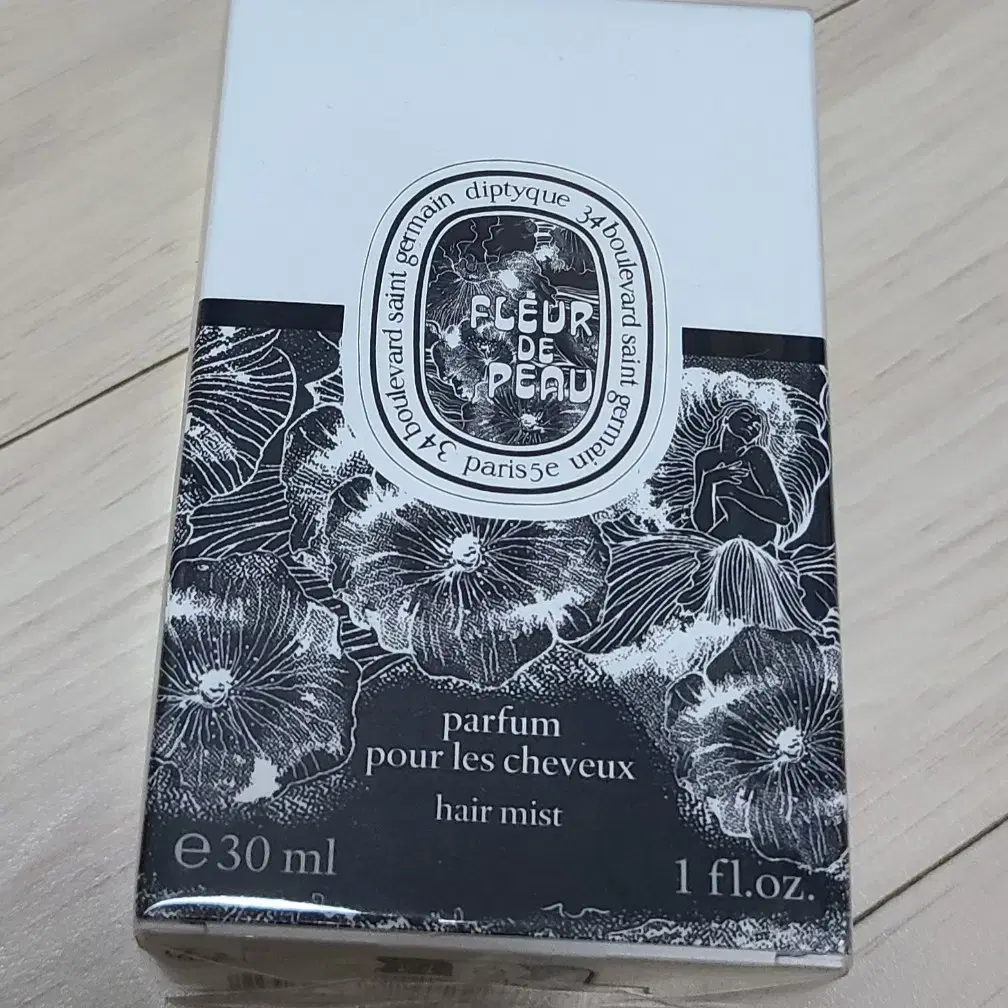 diptyque 34 boulevard saint germain paris 5e 34 boulevard saint germain
FLEUR
DE
PEAU
parfum
pour les cheveux
hair mist
e 30 ml
1 fl.oz.